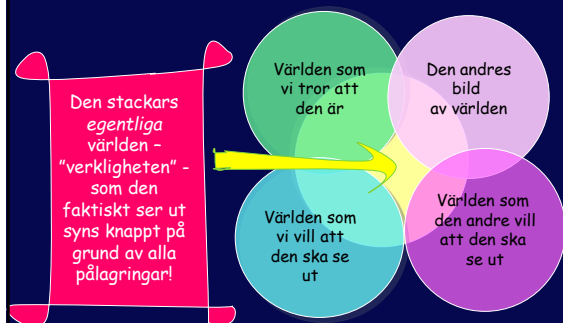 Den stackars
egentliga
världen –
”verkligheten” -
som den
faktiskt ser ut
syns knappt på
grund av alla
pålagringar!
Världen som
vi tror att
den är
Den andres
bild
av världen
Världen som
vi vill att
den ska se
ut
Världen som
den andre vill
att den ska
se ut